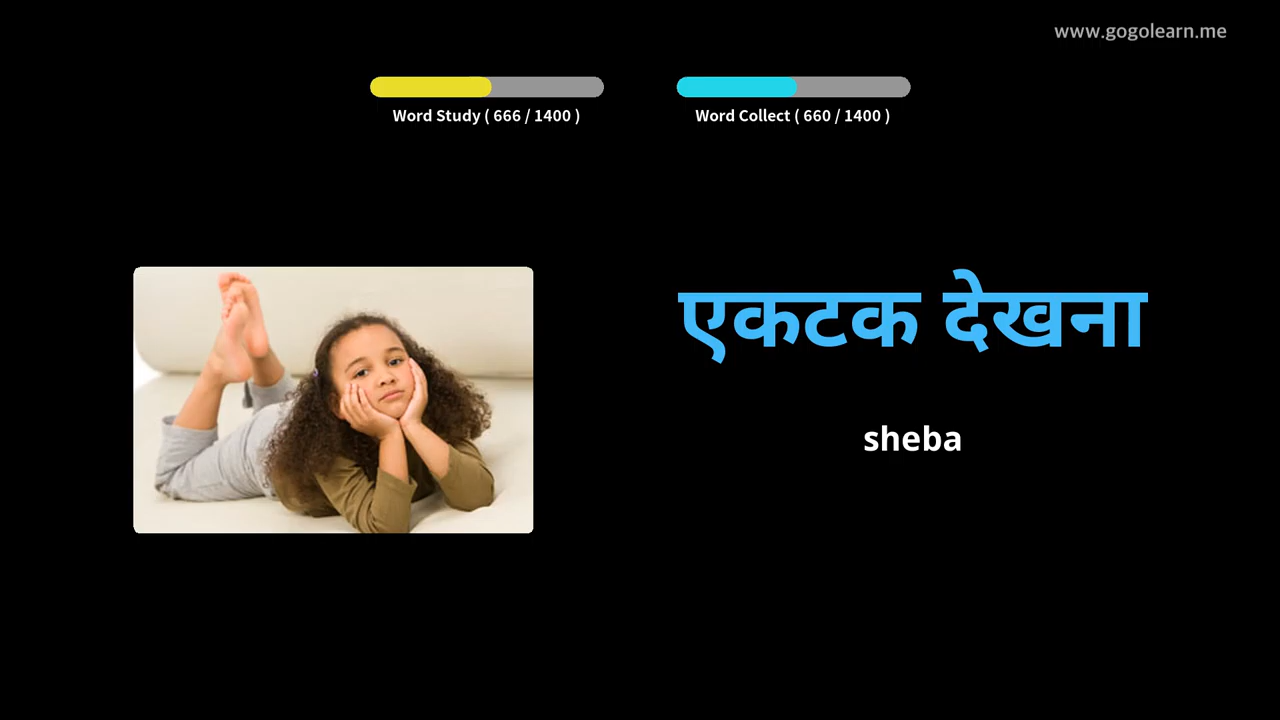 www.gogolearn.me
Word Study ( 666 / 1400 )
Word Collect ( 660 / 1400 )
एकटक देखना
sheba